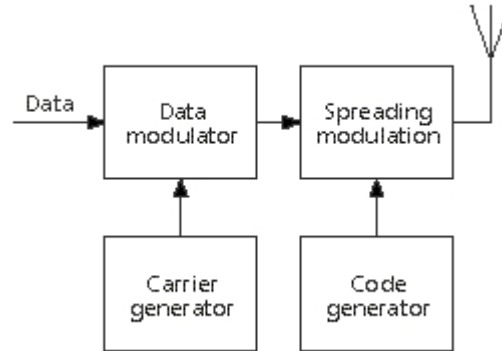 Data
Data
modulator
Spreading
modulation
Carrier
generator
Code
generator